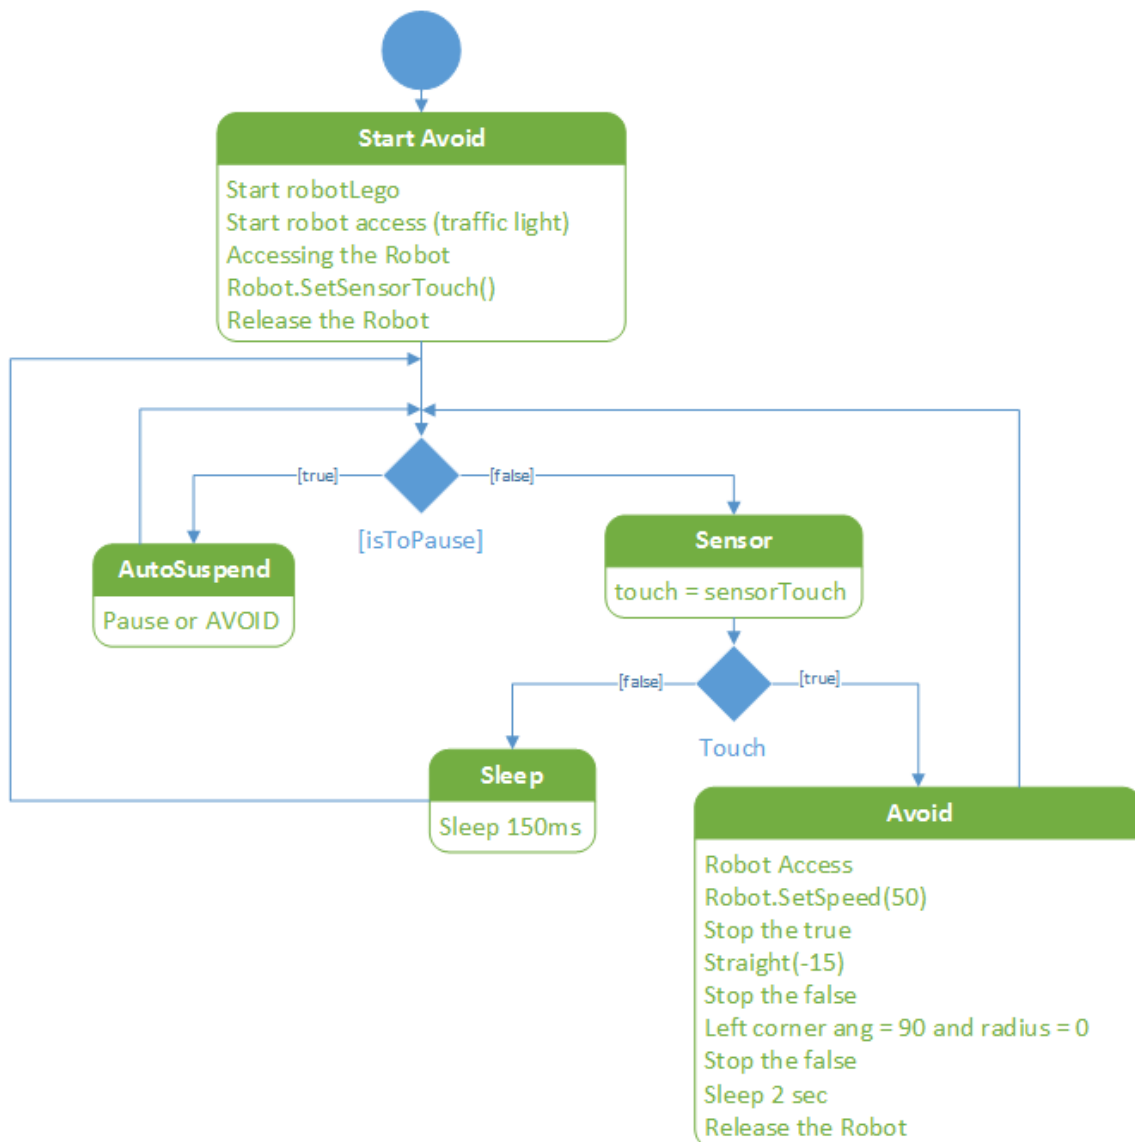 Start Avoid
Start robotLego
Start robot access (traffic light)
Accessing the Robot
Robot.SetSensorTouch()
Release the Robot
[true]
[false]
[isToPause]
AutoSuspend
Pause or AVOID
Sensor
touch = sensorTouch
[false]
[true]
Touch
Sleep
Sleep 150ms
Avoid
Robot Access
Robot.SetSpeed(50)
Stop the true
Straight(-15)
Stop the false
Left corner ang = 90 and radius = 0
Stop the false
Sleep 2 sec
Release the Robot